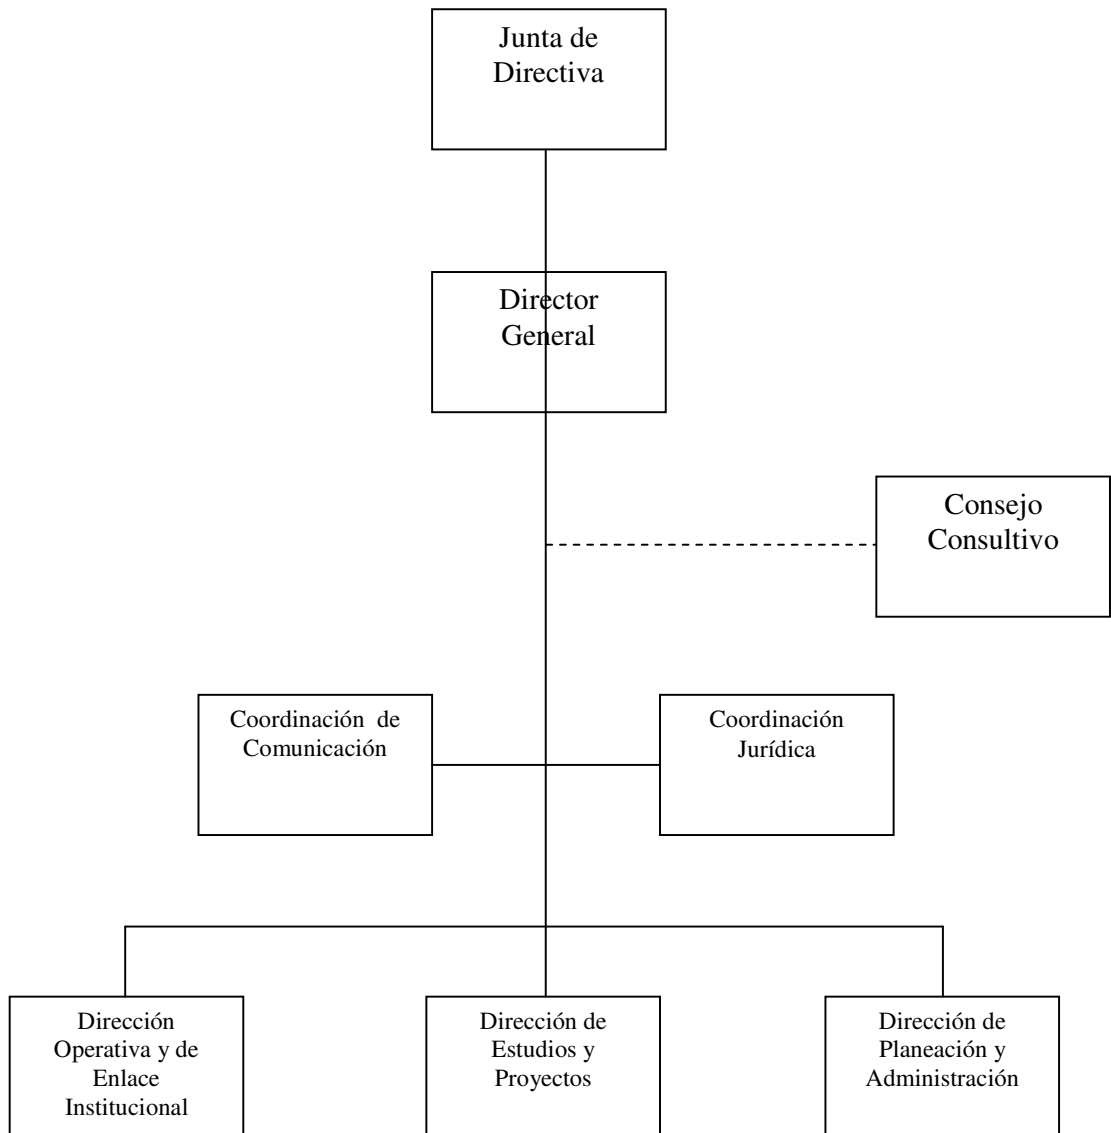 Junta de
Directiva
Director
General
Consejo
Consultivo
Coordinación de
Comunicación
Coordinación
Jurídica
Dirección
Operativa y de
Enlace
Institucional
Dirección de
Estudios y
Proyectos
Dirección de
Planeación y
Administración